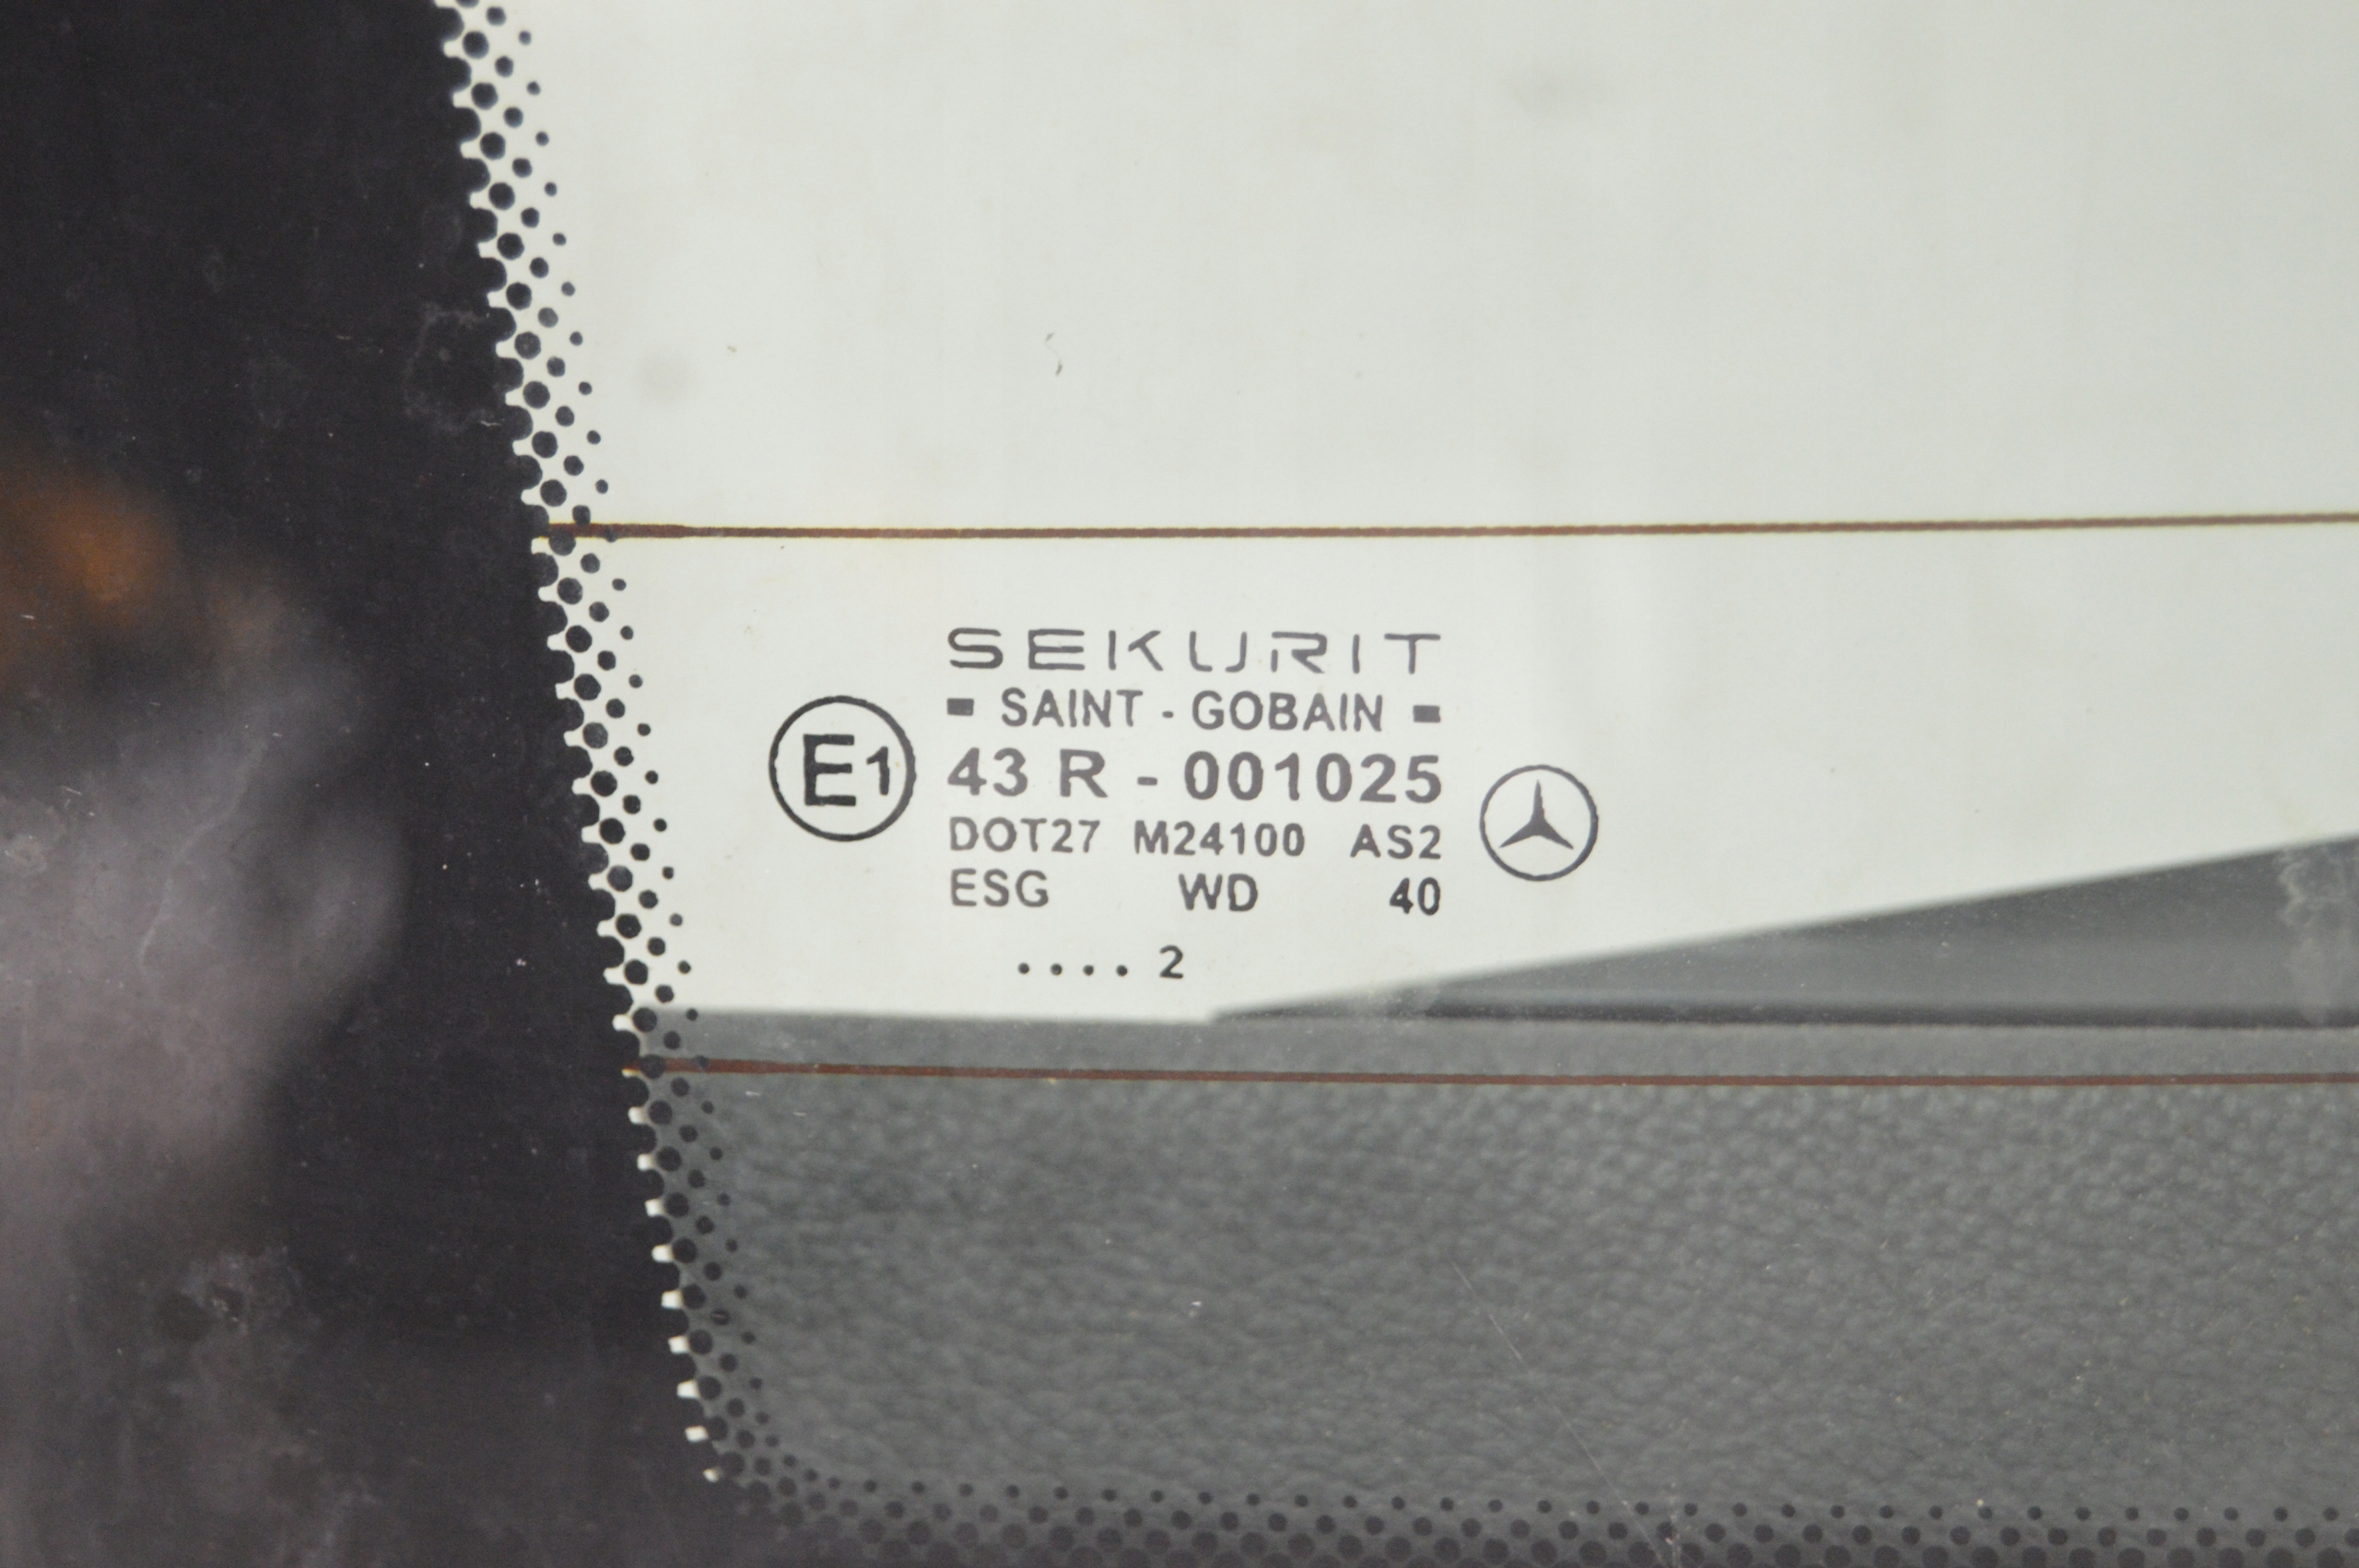 SEKURIT
- SAINT - GOBAIN -
E1 43 R - 001025
DOT27 M24100 AS2
ESG WD 40
.... 2